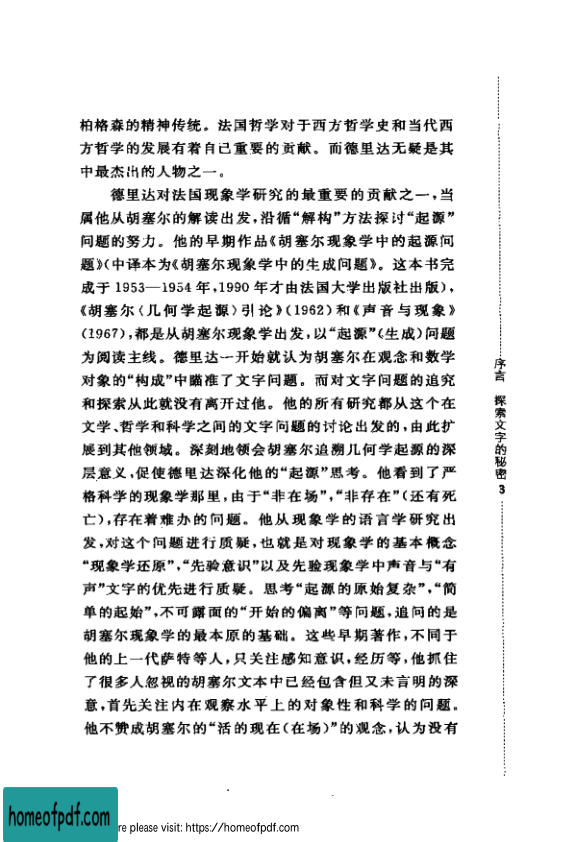 柏格森的精神传统。法国哲学对于西方哲学史和当代西
方哲学的发展有着自己重要的贡献。而德里达无疑是其
中最杰出的人物之一。
德里达对法国现象学研究的最重要的贡献之一,当
属他从胡塞尔的解读出发,沿循“解构”方法探讨“起源”
问题的努力。他的早期作品《胡塞尔现象学中的起源问
题》(中译本为《胡塞尔现象学中的生成问题》。这本书完
成于1953—1954年,1990年才由法国大学出版社出版),
《胡塞尔〈几何学起源〉引论》(1962)和《声音与现象》
(1967),都是从胡塞尔现象学出发,以“起源”(生成)问题
为阅读主线。德里达一开始就认为胡塞尔在观念和数学
对象的“构成”中瞄准了文字问题。而对文字问题的追究
和探索从此就没有离开过他。他的所有研究都从这个在
文学、哲学和科学之间的文字问题的讨论出发的,由此扩
展到其他领域。深刻地领会胡塞尔追溯几何学起源的深
层意义,促使德里达深化他的“起源”思考。他看到了严
格科学的现象学那里,由于“非在场”,“非存在”(还有死
亡),存在着难办的问题。他从现象学的语言学研究出
发,对这个问题进行质疑,也就是对现象学的基本概念
“现象学还原”,“先验意识”以及先验现象学中声音与“有
声”文字的优先进行质疑。思考“起源的原始复杂”,“简
单的起始”,不可露面的“开始的偏离”等问题,追问的是
胡塞尔现象学的最本原的基础。这些早期著作,不同于
他的上一代萨特等人,只关注感知意识,经历等,他抓住
了很多人忽视的胡塞尔文本中已经包含但又未言明的深
意,首先关注内在观察水平上的对象性和科学的问题。
他不赞成胡塞尔的“活的现在(在场)”的观念,认为没有
序言 探索文字的秘密 3
homeofpdf.com
re please visit: https://homeofpdf.com